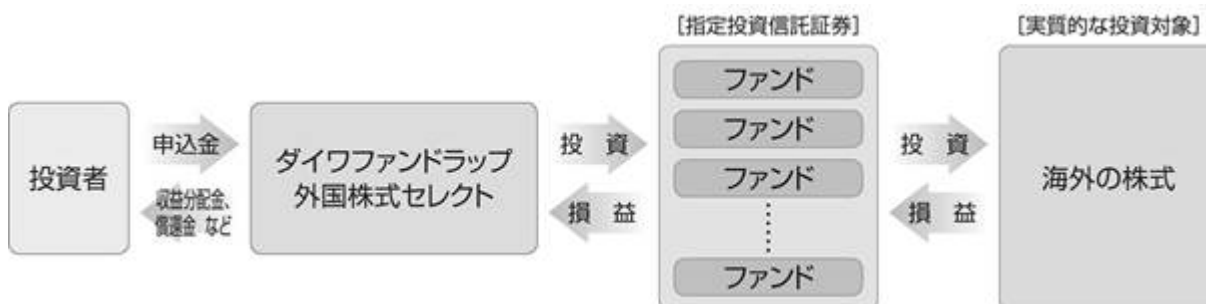 [指定投資信託証券]
[実質的な投資対象]
投資者
申込金
収益分配金、
償還金 など
ダイワファンドラップ
外国株式セレクト
投 資
損 益
ファンド
ファンド
ファンド
ファンド
投 資
損 益
海外の株式